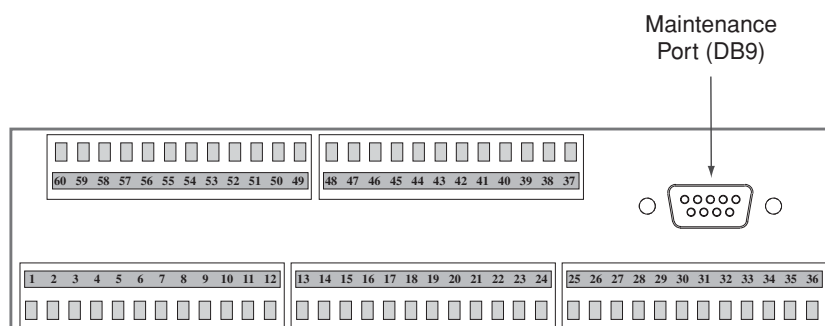 Maintenance
Port (DB9)
60 59 58 57 56 55 54 53 52 51 50 49
48 47 46 45 44 43 42 41 40 39 38 37
1 2 3 4 5 6 7 8 9 10 11 12
13 14 15 16 17 18 19 20 21 22 23 24
25 26 27 28 29 30 31 32 33 34 35 36